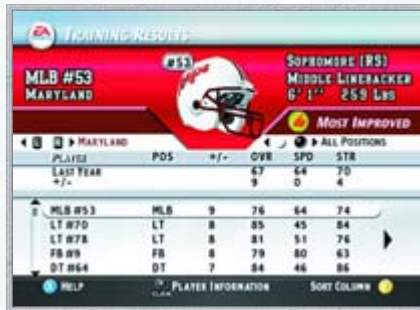 EA
TRAINING RESULTS
#53
MLB #53
MARYLAND
SOPHOMORE (RS)
MIDDLE LINEBACKER
6' 1" 259 LBS
MOST IMPROVED
MARYLAND
ALL POSITIONS
PLAYER POS +/- OVR SPD STR
LAST YEAR 67 64 70
+/- 9 0 4
MLB #53 MLB 9 76 64 74
LT #70 LT 8 85 45 84
LT #78 LT 8 81 51 76
FB #9 FB 8 79 80 63
DT #64 DT 7 84 46 86
HELP
PLAYER INFORMATION
SORT COLUMN